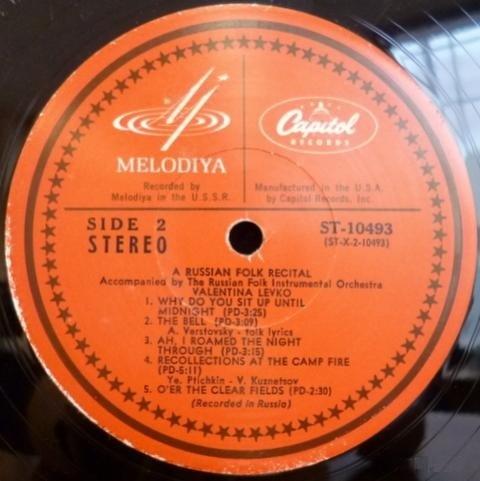 MELODIYA
Capitol
RECORDS
Recorded by
Melodiya in the U.S.S.R.
Manufactured in the U.S.A.
by Capitol Records, Inc.
SIDE 2
STEREO
ST-10493
(ST-X-2-10493)
A RUSSIAN FOLK RECITAL
Accompanied by The Russian Folk Instrumental Orchestra
VALENTINA LEVKO
1. WHY DO YOU SIT UP UNTIL
MIDNIGHT (PD-3:25)
2. THE BELL (PD-3:09)
A. Verstovsky - folk lyrics
3. AH, I ROAMED THE NIGHT
THROUGH (PD-3:15)
4. RECOLLECTIONS AT THE CAMP FIRE
(PD-5:11)
Ye. Ptichkin - V. Kuznetsov
5. O'ER THE CLEAR FIELDS (PD-2:30)
(Recorded in Russia)